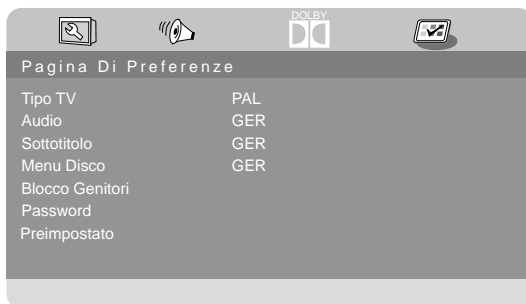 DOLBY
Pagina Di Preferenze
Tipo TV PAL
Audio GER
Sottotitolo GER
Menu Disco GER
Blocco Genitori
Password
Preimpostato